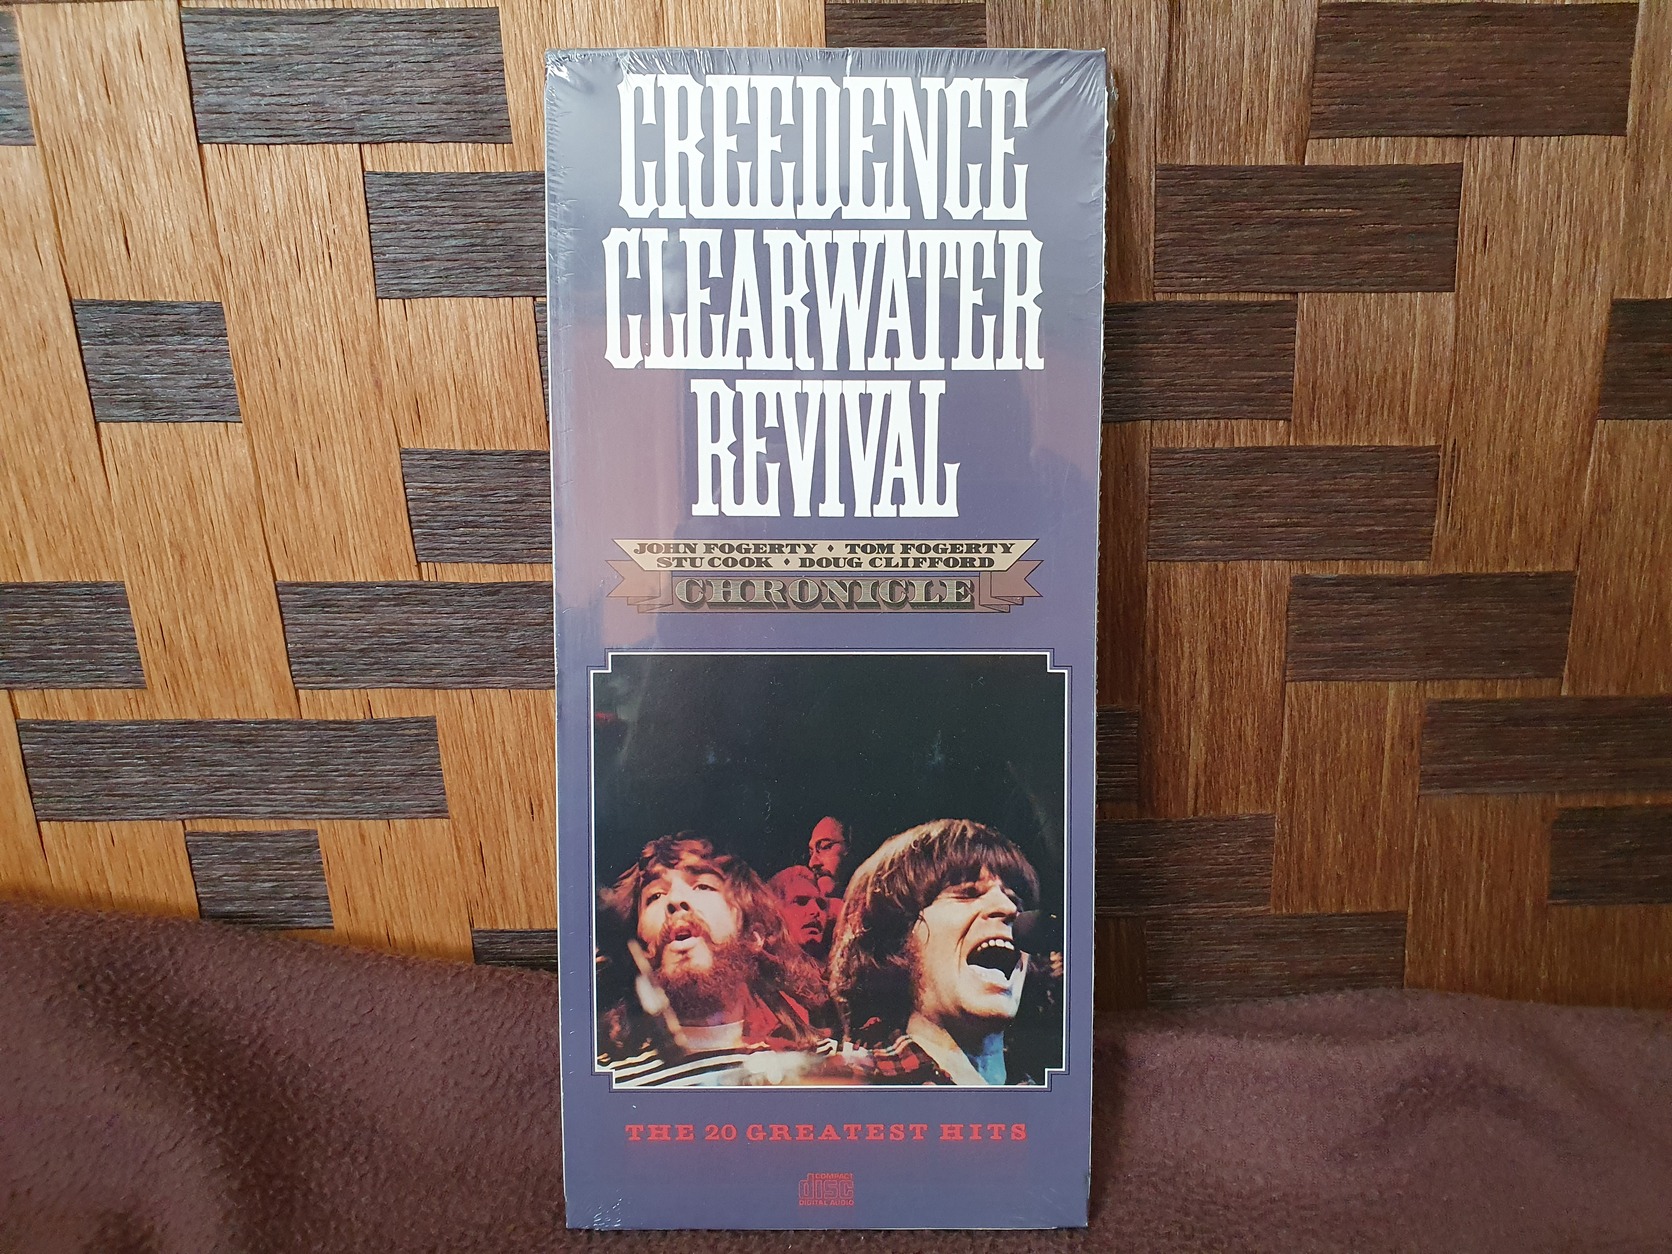 CREEDENCE
CLEARWATER
REVIVAL
JOHN FOGERTY ♦ TOM FOGERTY
STU COOK ♦ DOUG CLIFFORD
CHRONICLE
THE 20 GREATEST HITS
COMPACT
disc
DIGITAL AUDIO